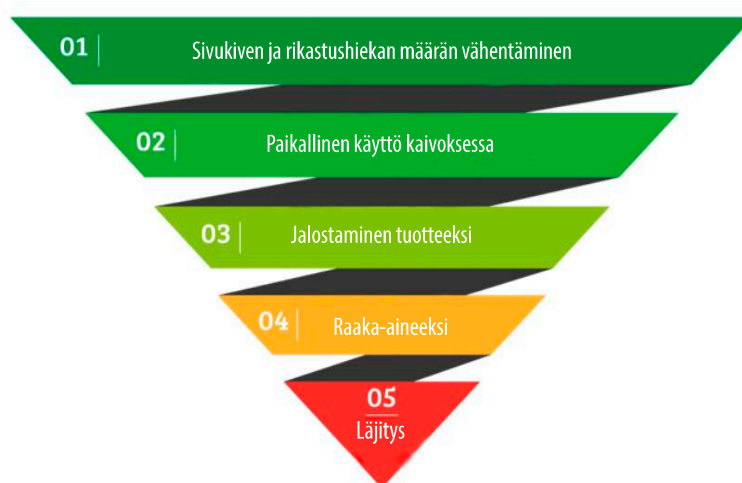 01 Sivukiven ja rikastushiekan määrän vähentäminen
02 Paikallinen käyttö kaivoksessa
03 Jalostaminen tuotteeksi
04 Raaka-aineeksi
05
Läjitys